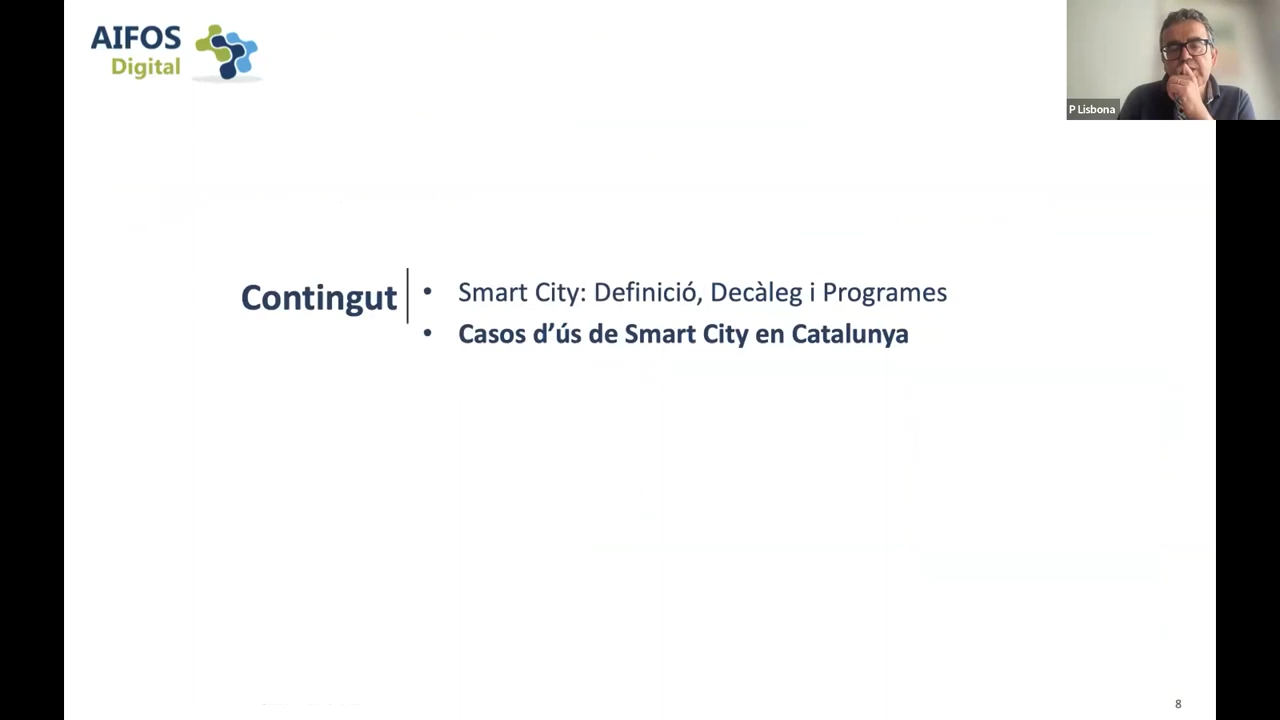 AIFOS
Digital
P Lisbona
Contingut
• Smart City: Definició, Decàleg i Programes
• Casos d’ús de Smart City en Catalunya
8